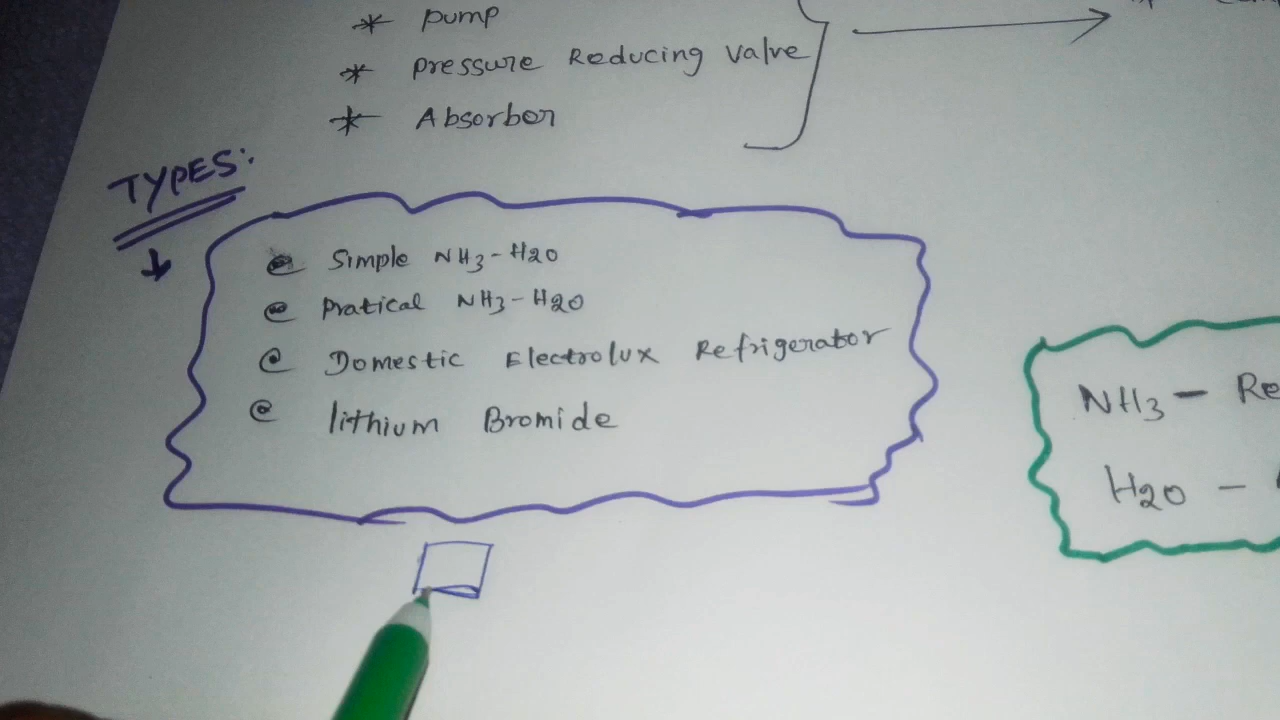 * Pump
* Pressure Reducing Valve
* Absorber
TYPES:
@ Simple NH3-H2O
@ Pratical NH3-H2O
@ Domestic Electrolux Refrigerator
@ lithium Bromide
NH3 - Re
H2O -